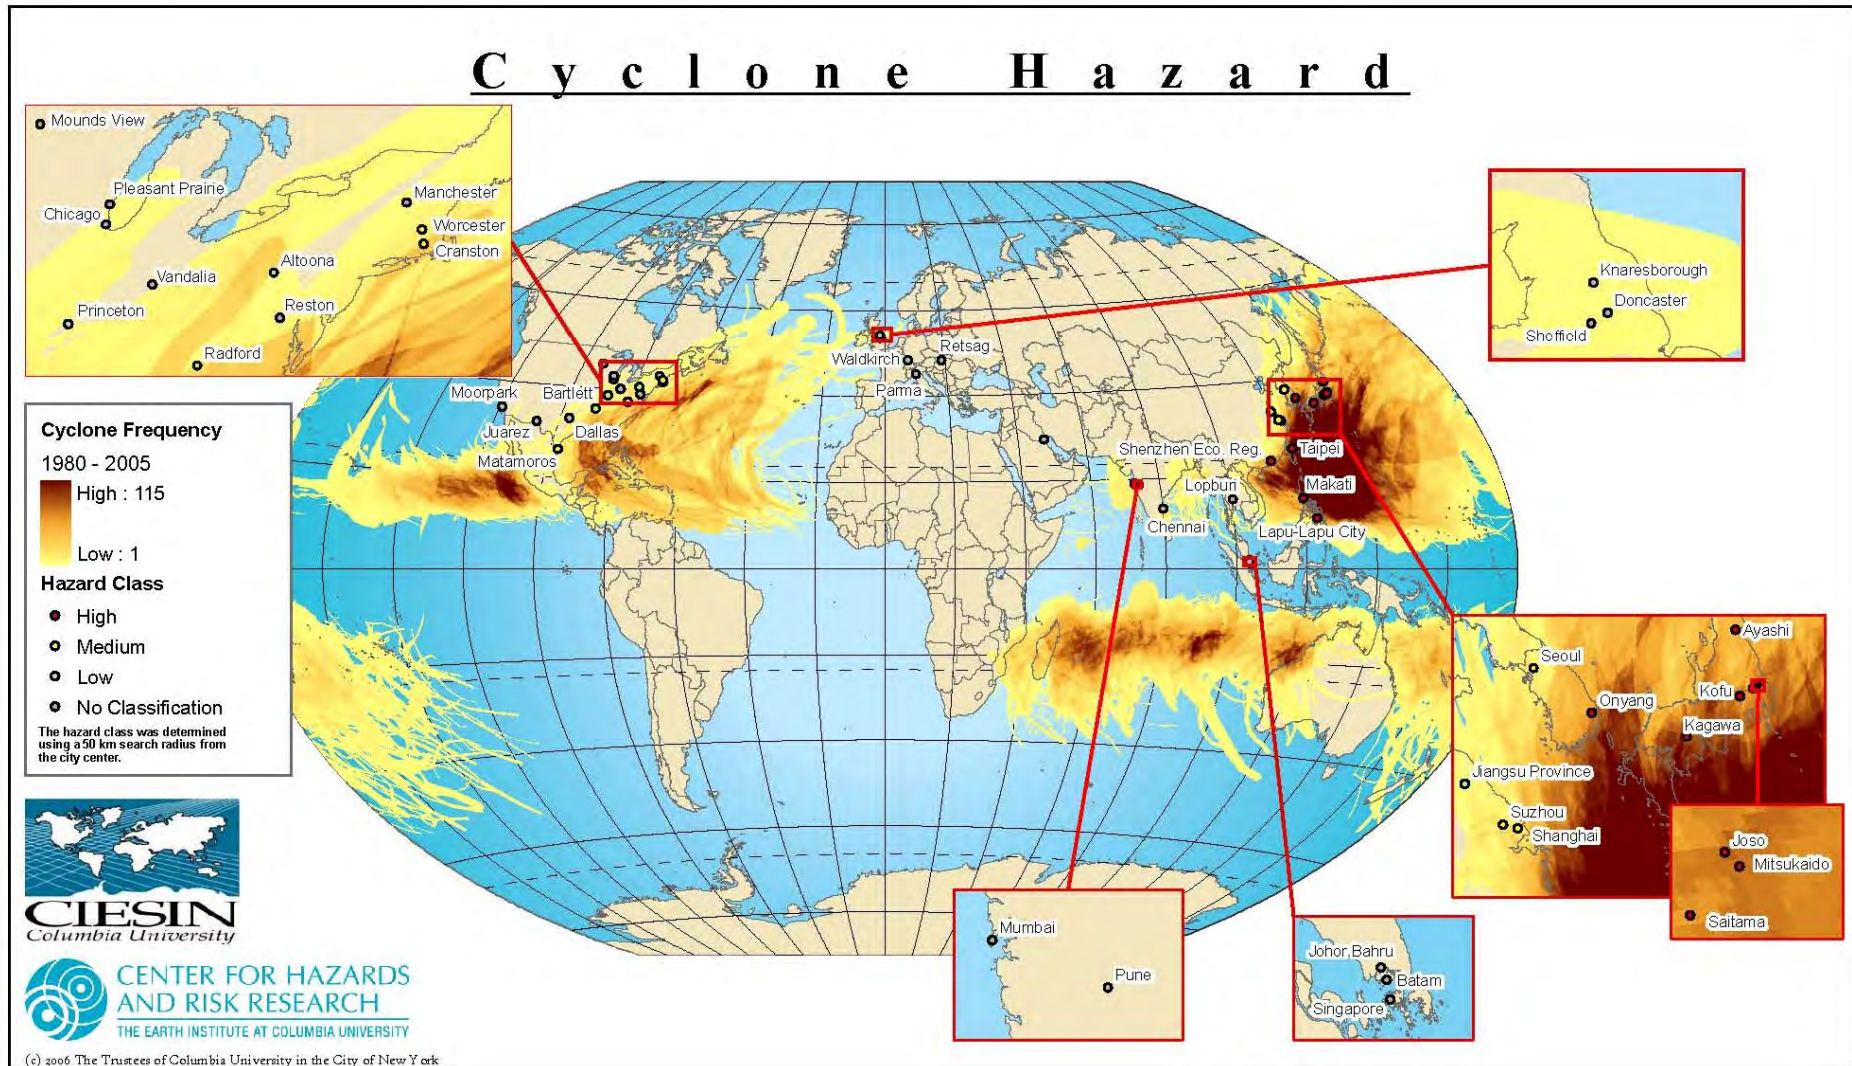 Cyclone Hazard
Mounds View
Pleasant Prairie
Chicago
Manchester
Worcester
Cranston
Vandalia
Altoona
Princeton
Reston
Radford
Knaresborough
Doncaster
Sheffield
Waldkirch
Retsag
Parma
Moorpark
Bartlett
Juarez
Dallas
Matamoros
Shenzhen Eco. Reg.
Taipei
Lopburi
Makati
Chennai
Lapu-Lapu City
Cyclone Frequency
1980 - 2005
High : 115
Low : 1
Hazard Class
High
Medium
Low
No Classification
The hazard class was determined
using a 50 km search radius from
the city center.
Ayashi
Seoul
Onyang
Kofu
Kagawa
Jiangsu Province
Suzhou
Shanghai
Joso
Mitsukaido
Saitama
Mumbai
Pune
Johor Bahru
Batam
Singapore
CIESIN
Columbia University
CENTER FOR HAZARDS
AND RISK RESEARCH
THE EARTH INSTITUTE AT COLUMBIA UNIVERSITY
(c) 2006 The Trustees of Columbia University in the City of New York